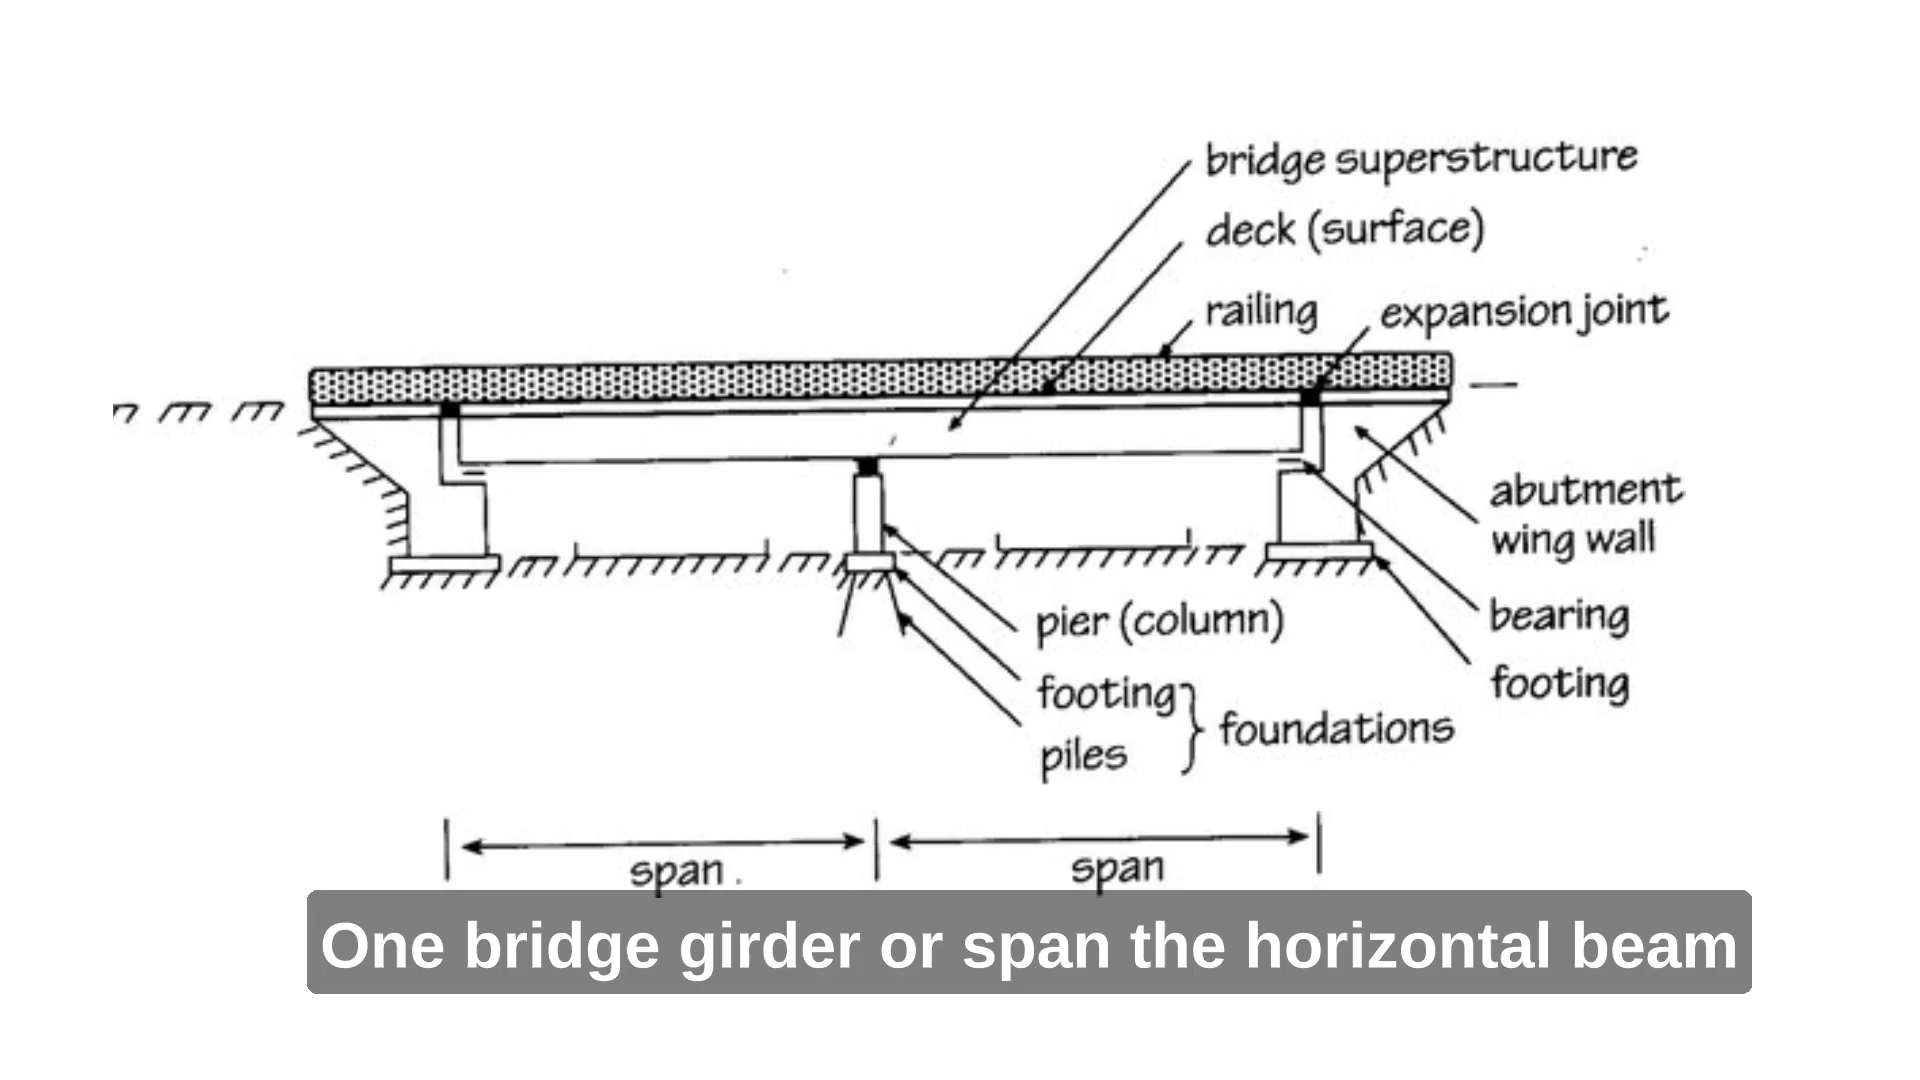 bridge superstructure
deck (surface)
railing
expansion joint
abutment
wing wall
bearing
footing
pier (column)
footing
piles
foundations
span
span
One bridge girder or span the horizontal beam